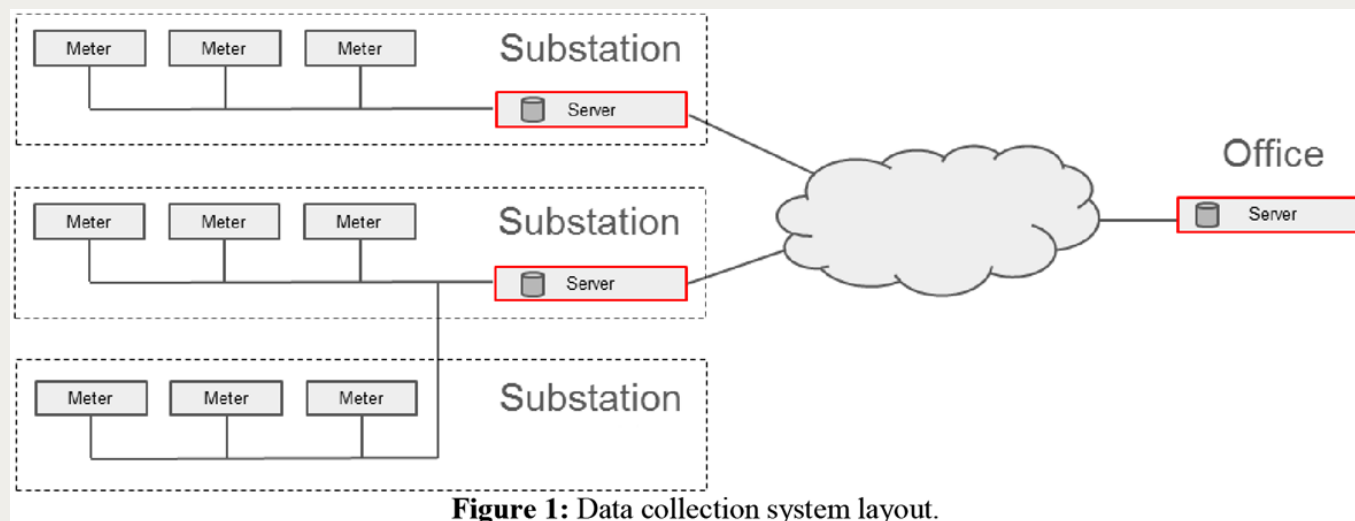 Meter Meter Meter Substation
Server
Office
Meter Meter Meter Substation
Server
Server
Meter Meter Meter Substation
Figure 1: Data collection system layout.